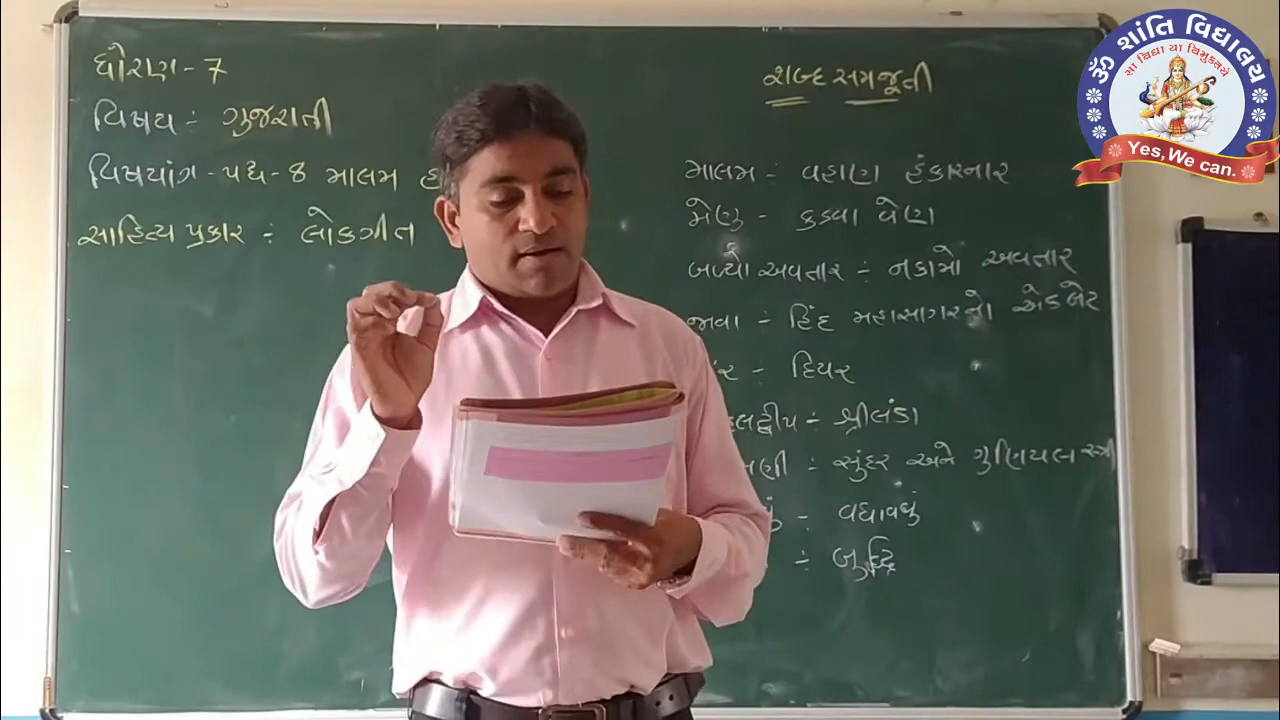 ધોરણ - 7
વિષય ÷ ગુજરાતી
વિષયાંગ - પદ્ય - 8 માલમ
સાહિત્ય પ્રકાર ÷ લોકગીત
શબ્દ સમજૂતી
માલમ ÷ વહાણ હંકારનાર
મેણુ - કડવા વેણ
બળ્યો અવતાર ÷ નકામો અવતાર
જાવા ÷ હિંદ મહાસાગરનો એક બેટ
÷ દિયર
÷ શ્રીલંકા
÷ સુંદર અને ગુણિયલ સ્ત્રી
- વધાવવું
÷ બુદ્ધિ
ૐ શાંતિ વિદ્યાલય
સા વિદ્યા યા વિમુક્તયે
Yes, We can.